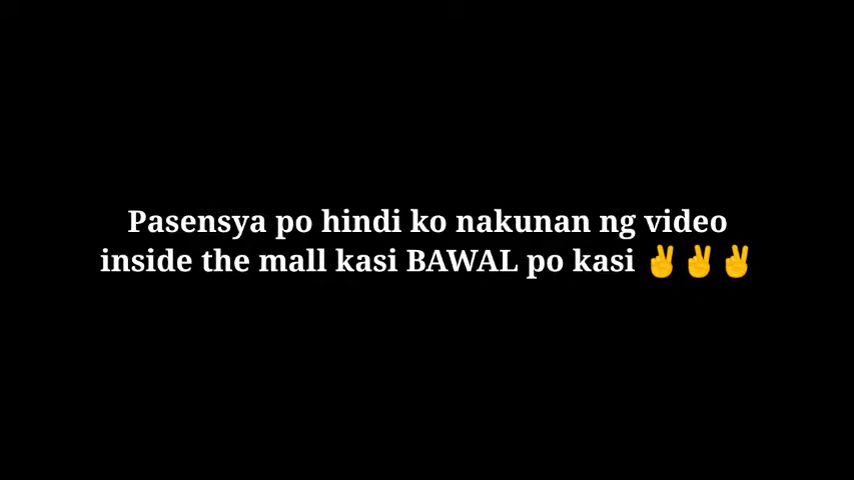 Pasensya po hindi ko nakunan ng video
inside the mall kasi BAWAL po kasi ✌️✌️✌️